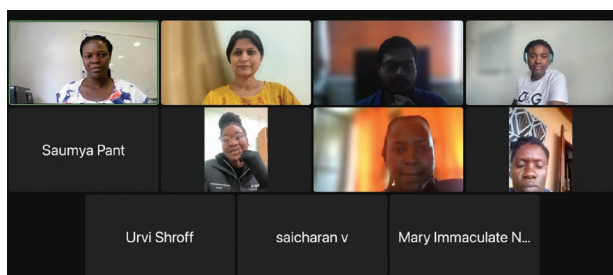 Saumya Pant
Urvi Shroff
saicharan v
Mary Immaculate N...